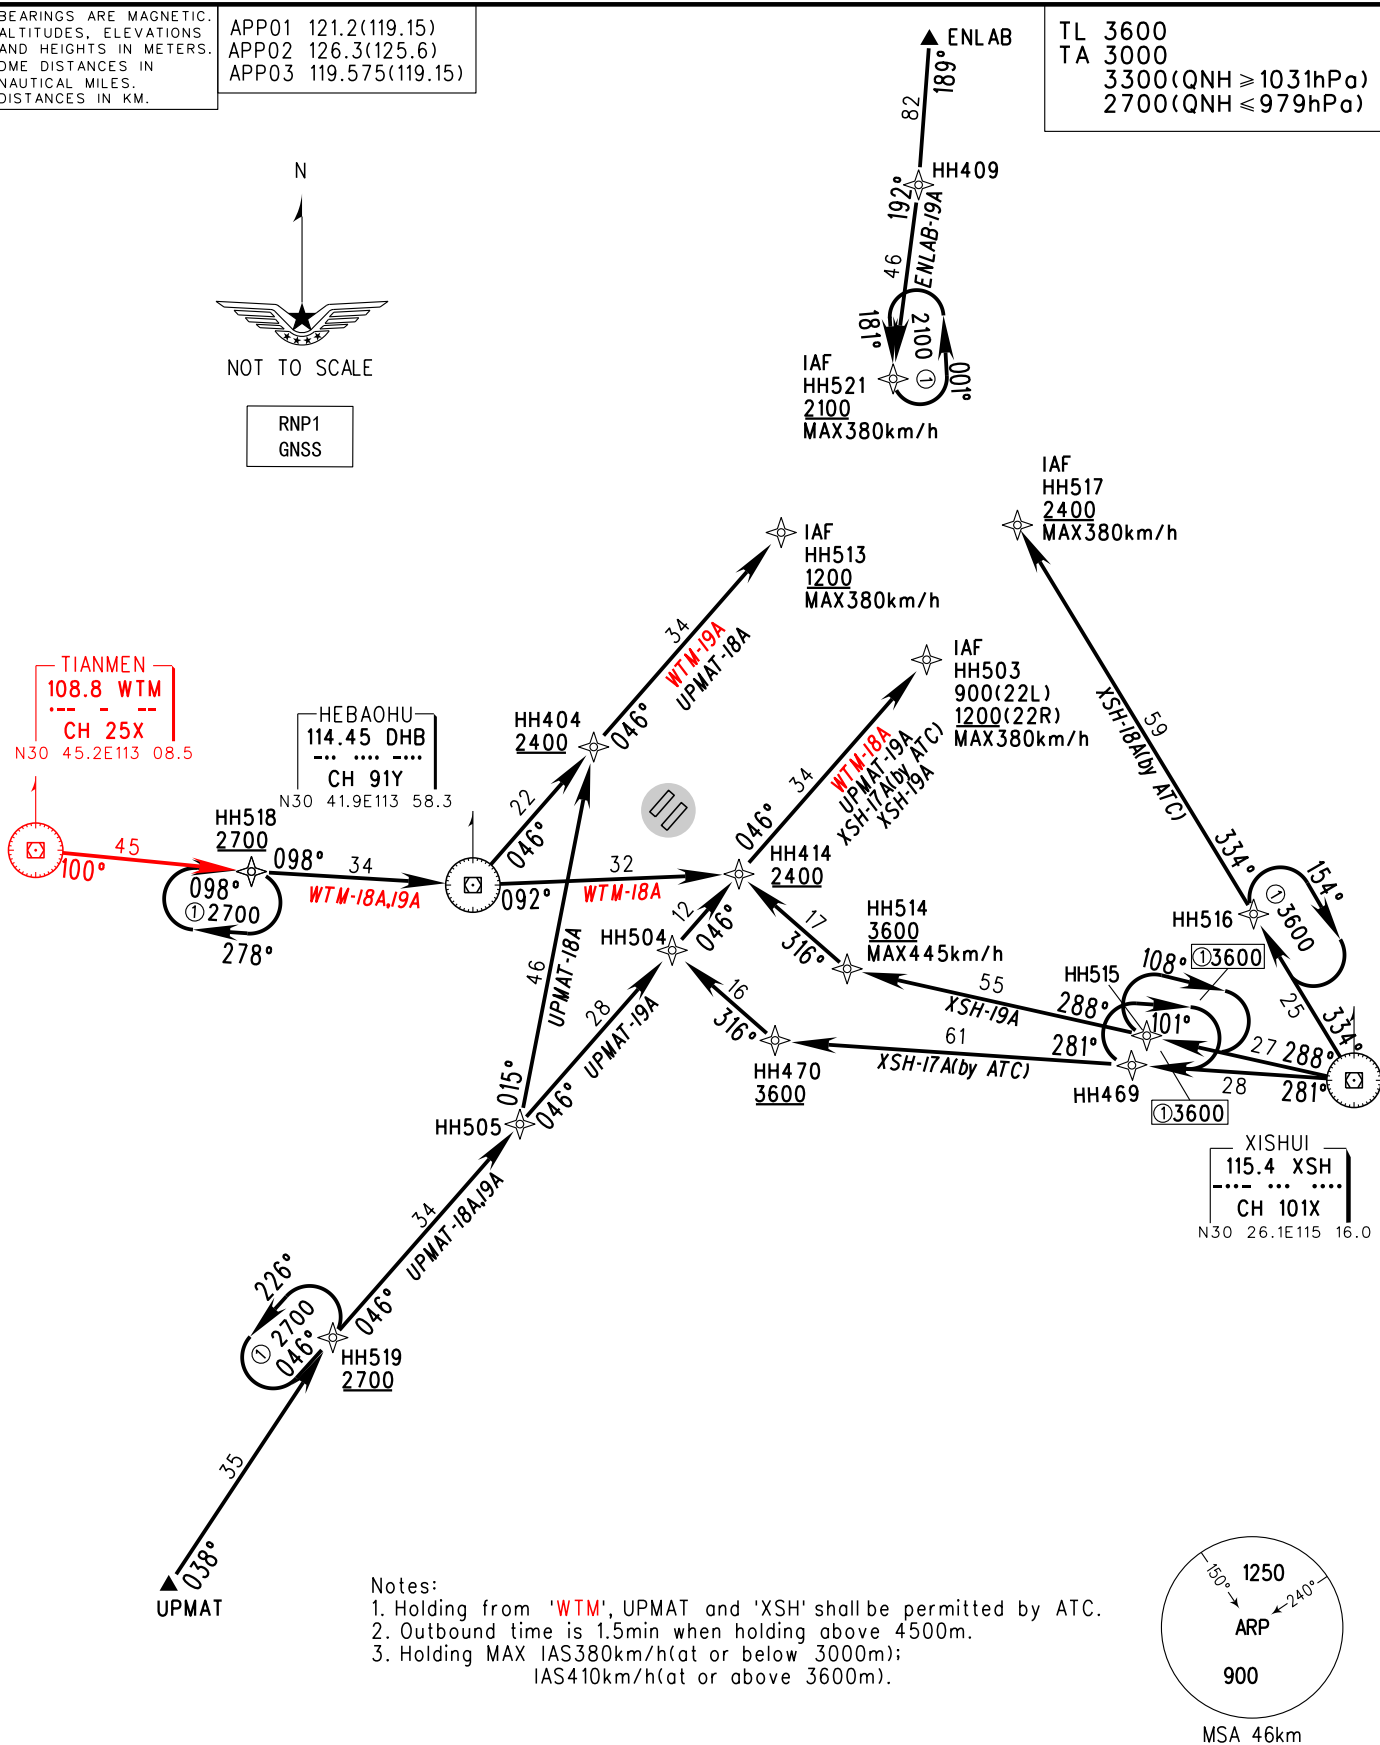 BEARINGS ARE MAGNETIC.
ALTITUDES, ELEVATIONS
AND HEIGHTS IN METERS.
OME DISTANCES IN
NAUTICAL MILES.
DISTANCES IN KM.
APP01 121.2(119.15)
APP02 126.3(125.6)
APP03 119.575(119.15)
TL 3600
TA 3000
3300(QNH ≥1031hPa)
2700(QNH ≤979hPa)
ENLAB
189°
82
HH409
192°
ENLAB-19A
46
181°
2100
①
001°
IAF
HH521
2100
MAX380km/h
N
NOT TO SCALE
RNP1
GNSS
IAF
HH517
2400
MAX380km/h
IAF
HH513
1200
MAX380km/h
34
WTM-19A
UPMAT-18A
IAF
HH503
900(22L)
1200(22R)
MAX380km/h
59
XSH-18A(by ATC)
TIANMEN
108.8 WTM
CH 25X
N30 45.2E113 08.5
HEBAOHU
114.45 DHB
CH 91Y
N30 41.9E113 58.3
HH404
2400
046°
34
WTM-18A
UPMAT-19A
XSH-17A(by ATC)
XSH-19A
22
046°
046°
HH518
2700
45
100°
098°
34
WTM-18A,19A
098°
①2700
278°
092°
32
WTM-18A
HH414
2400
334°
154°
①3600
HH516
12
046°
HH504
17
316°
HH514
3600
MAX445km/h
46
UPMAT-18A
28
UPMAT-19A
16
316°
55
XSH-19A
288°
HH515
108°
①3600
101°
25
334°
27
288°
28
281°
61
XSH-17A(by ATC)
281°
HH470
3600
HH469
①3600
015°
046°
HH505
XISHUI
115.4 XSH
CH 101X
N30 26.1E115 16.0
34
UPMAT-18A,19A
226°
① 2700
046°
046°
HH519
2700
35
038°
UPMAT
Notes:
1. Holding from 'WTM', UPMAT and 'XSH' shall be permitted by ATC.
2. Outbound time is 1.5min when holding above 4500m.
3. Holding MAX IAS380km/h(at or below 3000m);
IAS410km/h(at or above 3600m).
150°
1250
240°
ARP
900
MSA 46km